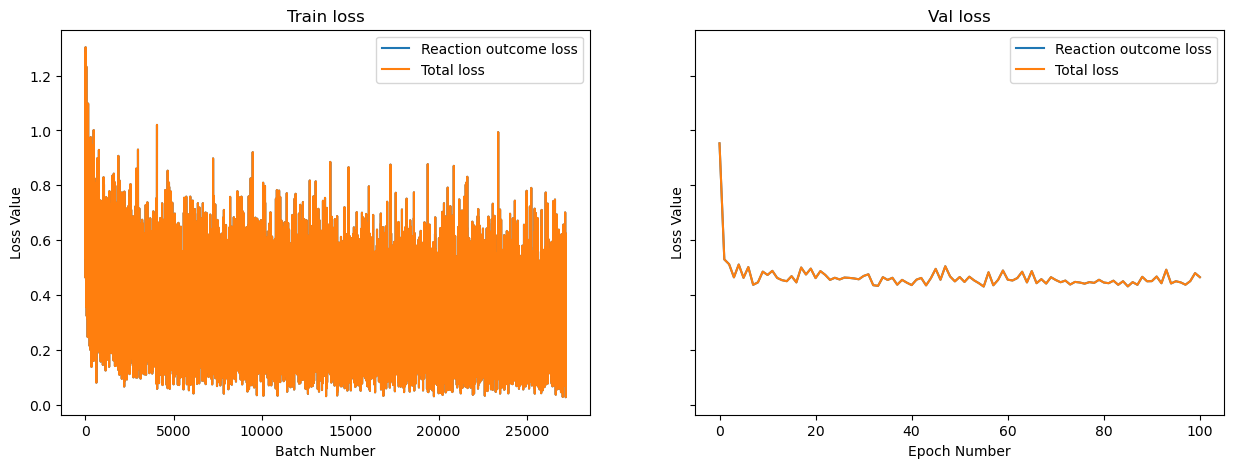 Train loss
Reaction outcome loss
Total loss
Loss Value
1.2
1.0
0.8
0.6
0.4
0.2
0.0
0
5000
10000
15000
20000
25000
Batch Number
Val loss
Reaction outcome loss
Total loss
Loss Value
0
20
40
60
80
100
Epoch Number